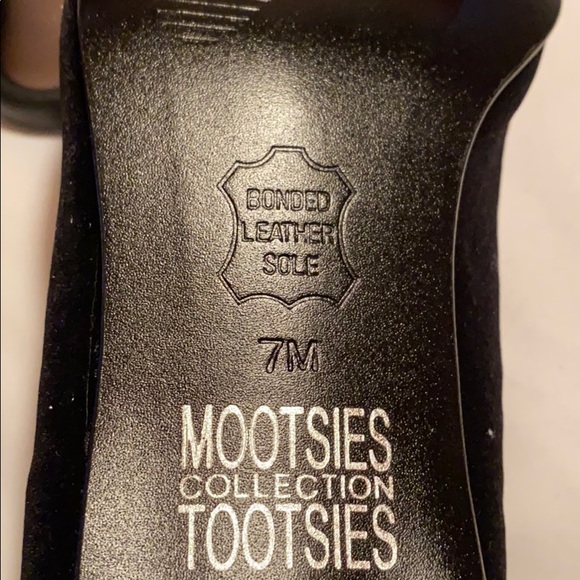 BONDED
LEATHER
SOLE
7M
MOOTSIES
COLLECTION
TOOTSIES